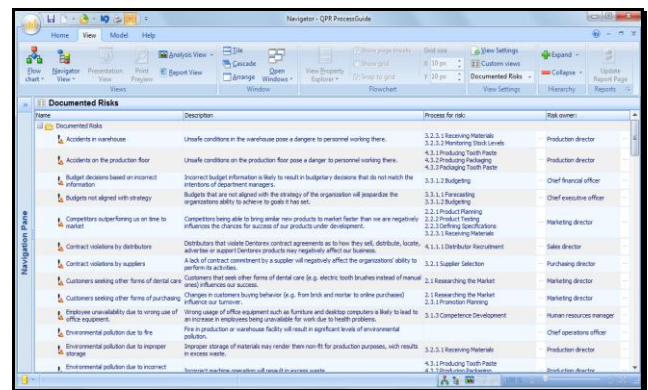 Navigator - QPR ProcessGuide
Home View Model Help
Flow chart
Navigator View
Presentation View
Print Preview
Analysis View
Report View
Views
Tile
Cascade
Arrange
Open Windows
Window
View Property Explorer
Show page breaks
Show grid
Snap to grid
Grid size
X 10 px
Y 10 px
Flowchart
View Settings
Custom views
Documented Risks
View Settings
Expand
Collapse
Hierarchy
Update Report Page
Reports
Navigation Pane
Documented Risks
Name Description Process for risk: Risk owner:
Documented Risks
Accidents in warehouse
Unsafe conditions in the warehouse pose a dangere to personnel working there.
3.2.3.1 Receiving Materials
3.2.3.2 Monitoring Stock Levels
Production director
Accidents on the production floor
Unsafe conditions on the production floor pose a danger to personnel working there.
4.3.1 Producing Tooth Paste
4.3.2 Producing Packaging
4.3.3 Packaging Tooth Paste
Production director
Budget decisions based on incorrect
information
Incorrect budget information is likely to result in budgetary decisions that do not match the
intentions of department managers.
3.3.1.2 Budgeting
Chief financial officer
Budgets not aligned with strategy
Budgets that are not aligned with the strategy of the organization will jeopardize the
organizations ability to achieve to goals it has set.
3.3.1.1 Forecasting
3.3.1.2 Budgeting
Chief executive officer
Competitors outperforming us on time to
market
Competitors being able to bring similar new products to market faster than we are negatively
influences the chances for success of our products under development.
2.2.1 Product Planning
2.2.2 Product Testing
2.2.3 Defining Specifications
3.2.3.1 Receiving Materials
Marketing director
Contract violations by distributors
Distributors that violate Dentorex contract agreements as to how they sell, distribute, locate,
advertise or support Dentorex products may negatively affect our business.
4.1.1.1 Distributor Recruitment
Sales director
Contract violations by suppliers
A lack of contract commitment by a supplier will negatively affect the organizations' ability to
perform its activities.
3.2.1 Supplier Selection
Purchasing director
Customers seeking other forms of dental care
Customers that seek other forms of dental care (e.g. electric tooth brushes instead of manual
ones) influences our success.
2.1 Researching the Market
Marketing director
Customers seeking other forms of purchasing
Changes in customers buying behavior (e.g. from brick and mortar to online purchases)
influence our turnover.
2.1 Researching the Market
2.3.1 Promotion Planning
Marketing director
Employee unavailability due to wrong use of
office equipment.
Wrong usage of office equipment such as furniture and desktop computers is likely to lead to
an increase in employees being unavailable for work due to health problems.
3.1.3 Competence Development
Human resources manager
Environmental pollution due to fire
Fire in production or warehouse facility will result in significant levels of environmental
pollution.
Chief operations officer
Environmental pollution due to improper
storage
Improper storage of materials may render them non-fit for production purposes, wich results
in excess waste.
3.2.3.1 Receiving Materials
Production director
Environmental pollution due to incorrect
Incorrect machine operation will result in excess waste.
4.3.1 Producing Tooth Paste
4.3.2 Producing Packaging
Production director